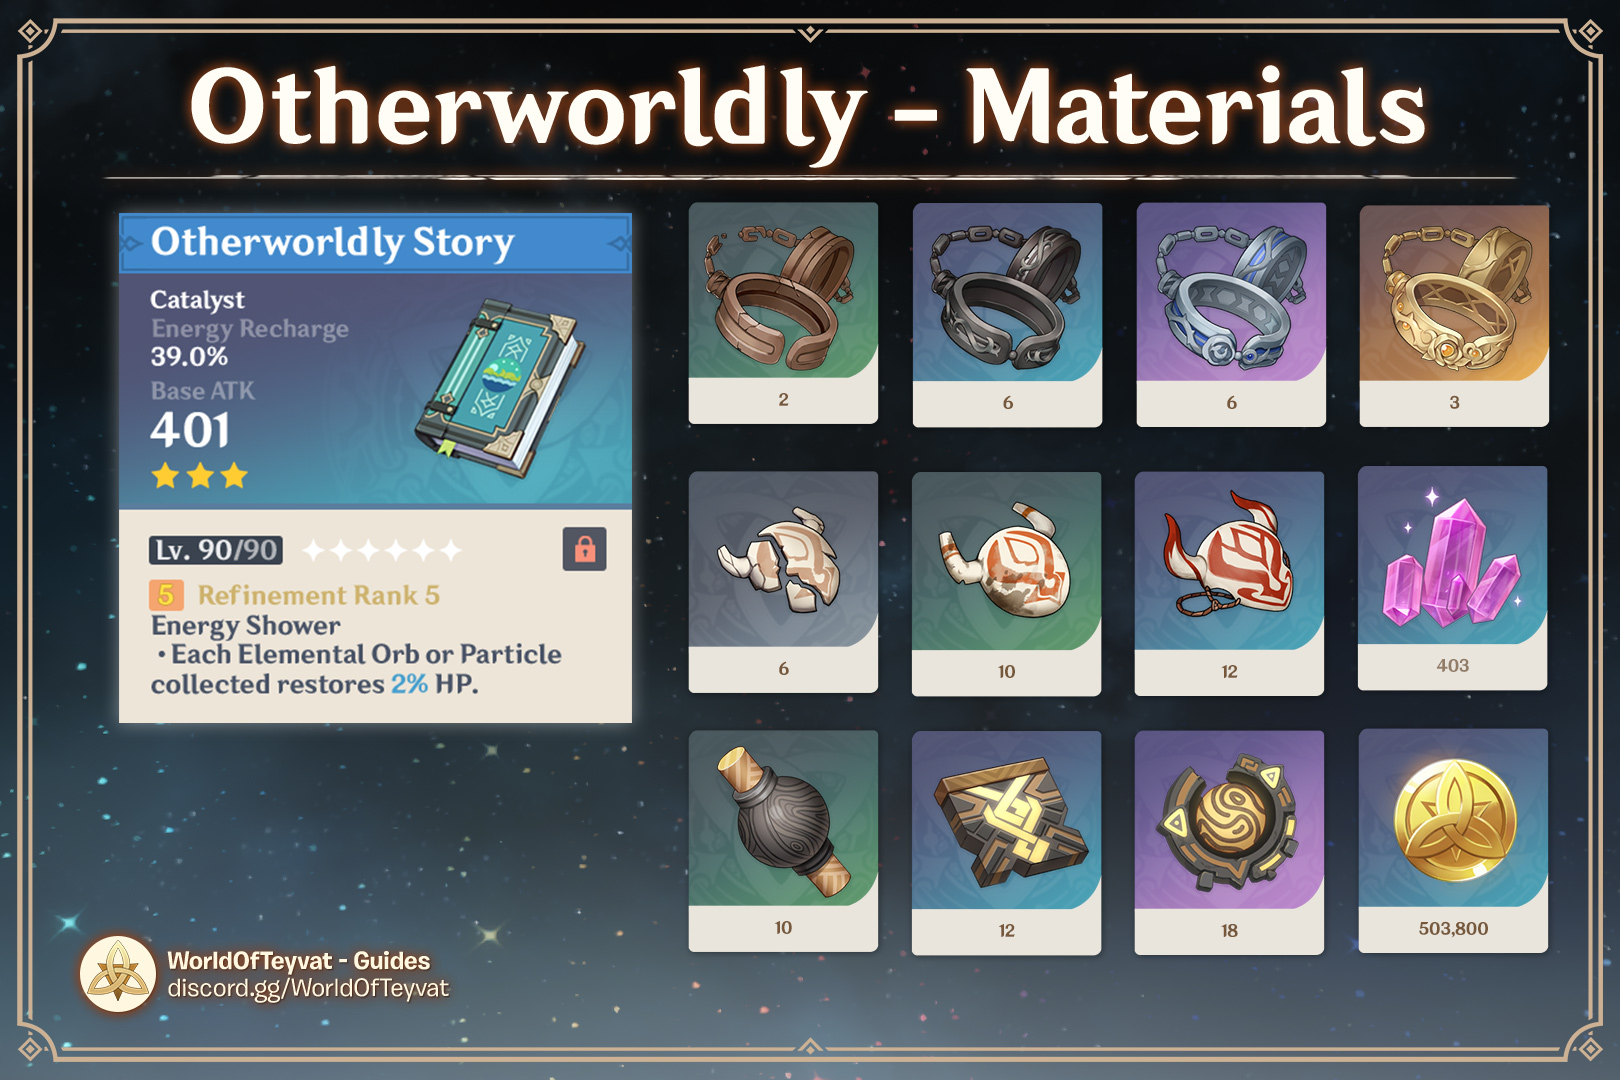 Otherworldly - Materials
Otherworldly Story
Catalyst
Energy Recharge
39.0%
Base ATK
401
Lv. 90/90
5 Refinement Rank 5
Energy Shower
• Each Elemental Orb or Particle
collected restores 2% HP.
2
6
6
3
6
10
12
403
10
12
18
503,800
WorldOfTeyvat - Guides
discord.gg/WorldOfTeyvat